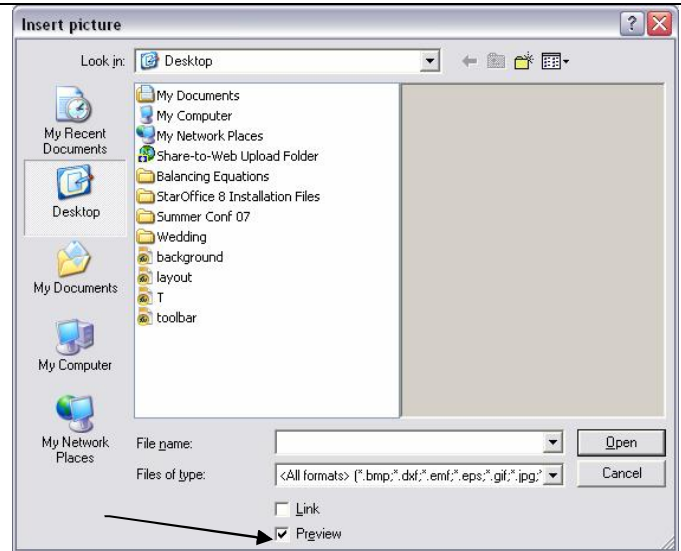 Insert picture
Look in:
Desktop
My Recent
Documents
Desktop
My Documents
My Computer
My Network
Places
My Documents
My Computer
My Network Places
Share-to-Web Upload Folder
Balancing Equations
StarOffice 8 Installation Files
Summer Conf 07
Wedding
background
layout
T
toolbar
File name:
Open
Files of type:
<All formats> (*.bmp;*.dxf;*.emf;*.eps;*.gif;*.jpg;*
Cancel
Link
Preview